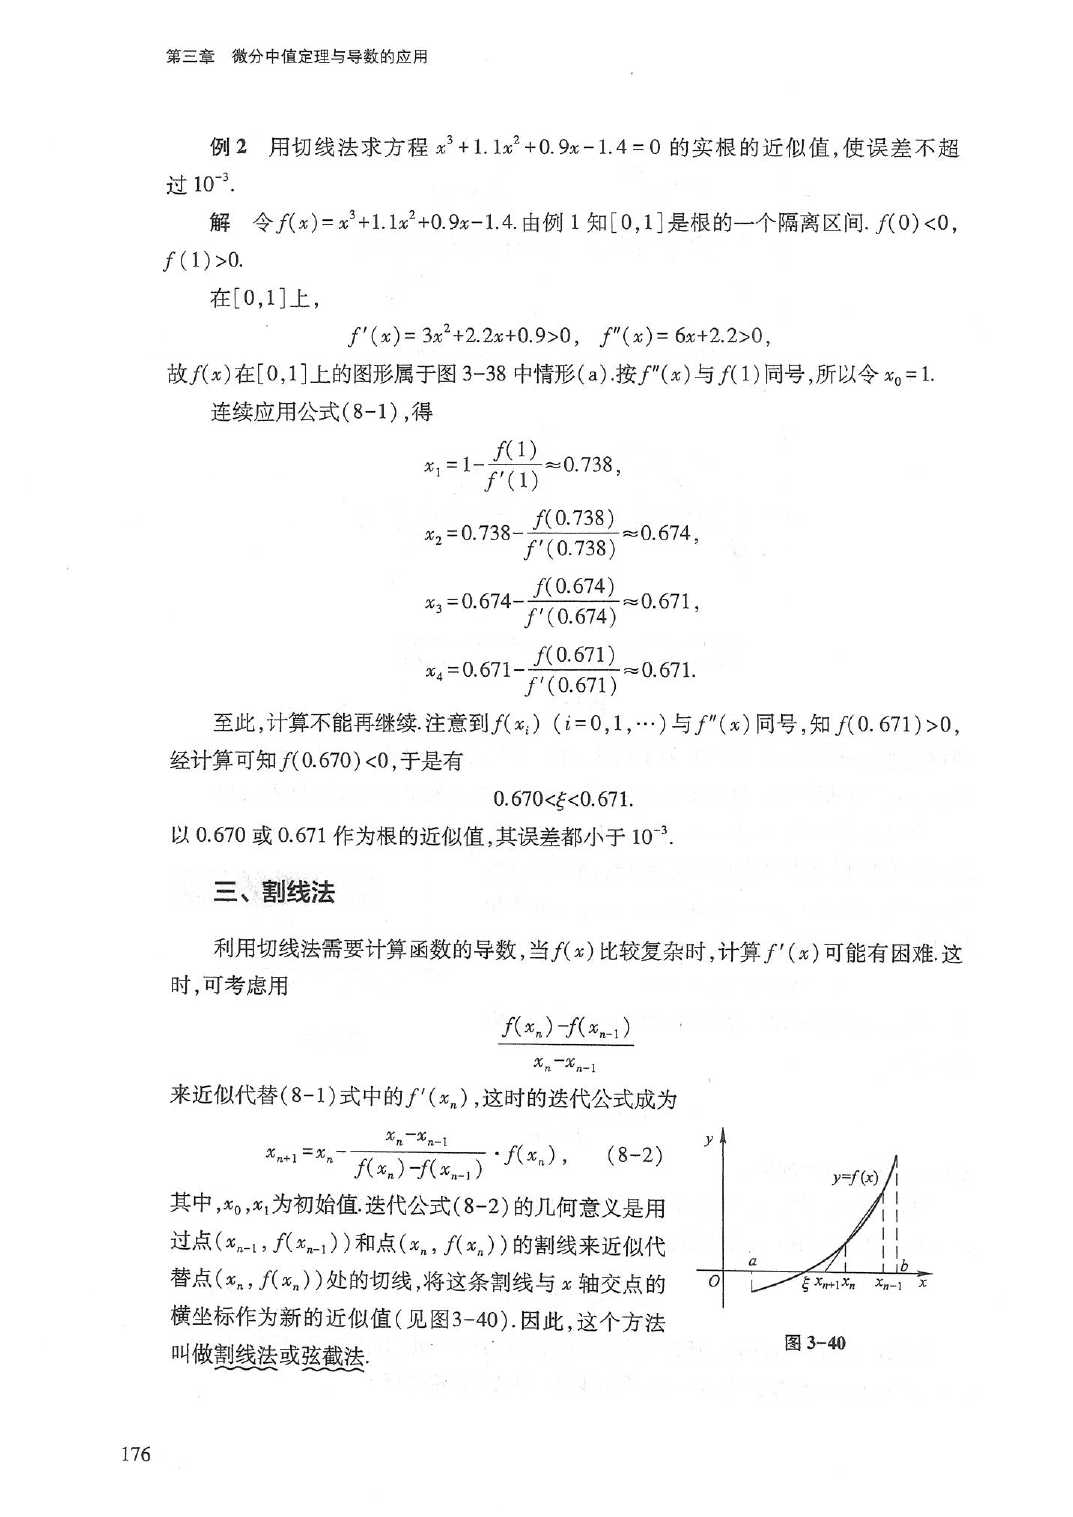 第三章 微分中值定理与导数的应用
例2 用切线法求方程 x³+1.1x²+0.9x-1.4=0 的实根的近似值,使误差不超
过 10⁻³.
解 令 f(x)=x³+1.1x²+0.9x-1.4.由例 1 知[0,1]是根的一个隔离区间. f(0)<0,
f(1)>0.
在[0,1]上,
f'(x)=3x²+2.2x+0.9>0, f"(x)=6x+2.2>0,
故 f(x)在[0,1]上的图形属于图 3-38 中情形(a).按 f"(x)与 f(1)同号,所以令 x₀=1.
连续应用公式(8-1),得
x₁=1-f(1)/f'(1)≈0.738,
x₂=0.738-f(0.738)/f'(0.738)≈0.674,
x₃=0.674-f(0.674)/f'(0.674)≈0.671,
x₄=0.671-f(0.671)/f'(0.671)≈0.671.
至此,计算不能再继续.注意到 f(xᵢ) (i=0,1,…)与 f"(x)同号,知 f(0.671)>0,
经计算可知 f(0.670)<0,于是有
0.670<ξ<0.671.
以 0.670 或 0.671 作为根的近似值,其误差都小于 10⁻³.
三、割线法
利用切线法需要计算函数的导数,当 f(x)比较复杂时,计算 f'(x)可能有困难.这
时,可考虑用
f(xₙ)-f(xₙ₋₁)
xₙ-xₙ₋₁
来近似代替(8-1)式中的 f'(xₙ),这时的迭代公式成为
xₙ₊₁=xₙ-(xₙ-xₙ₋₁)/(f(xₙ)-f(xₙ₋₁))·f(xₙ), (8-2)
其中,x₀,x₁为初始值.迭代公式(8-2)的几何意义是用
过点(xₙ₋₁,f(xₙ₋₁))和点(xₙ,f(xₙ))的割线来近似代
替点(xₙ,f(xₙ))处的切线,将这条割线与 x 轴交点的
横坐标作为新的近似值(见图3-40).因此,这个方法
叫做割线法或弦截法.
y
y=f(x)
a
b
O
ξ xₙ₊₁ xₙ xₙ₋₁ x
图 3-40
176